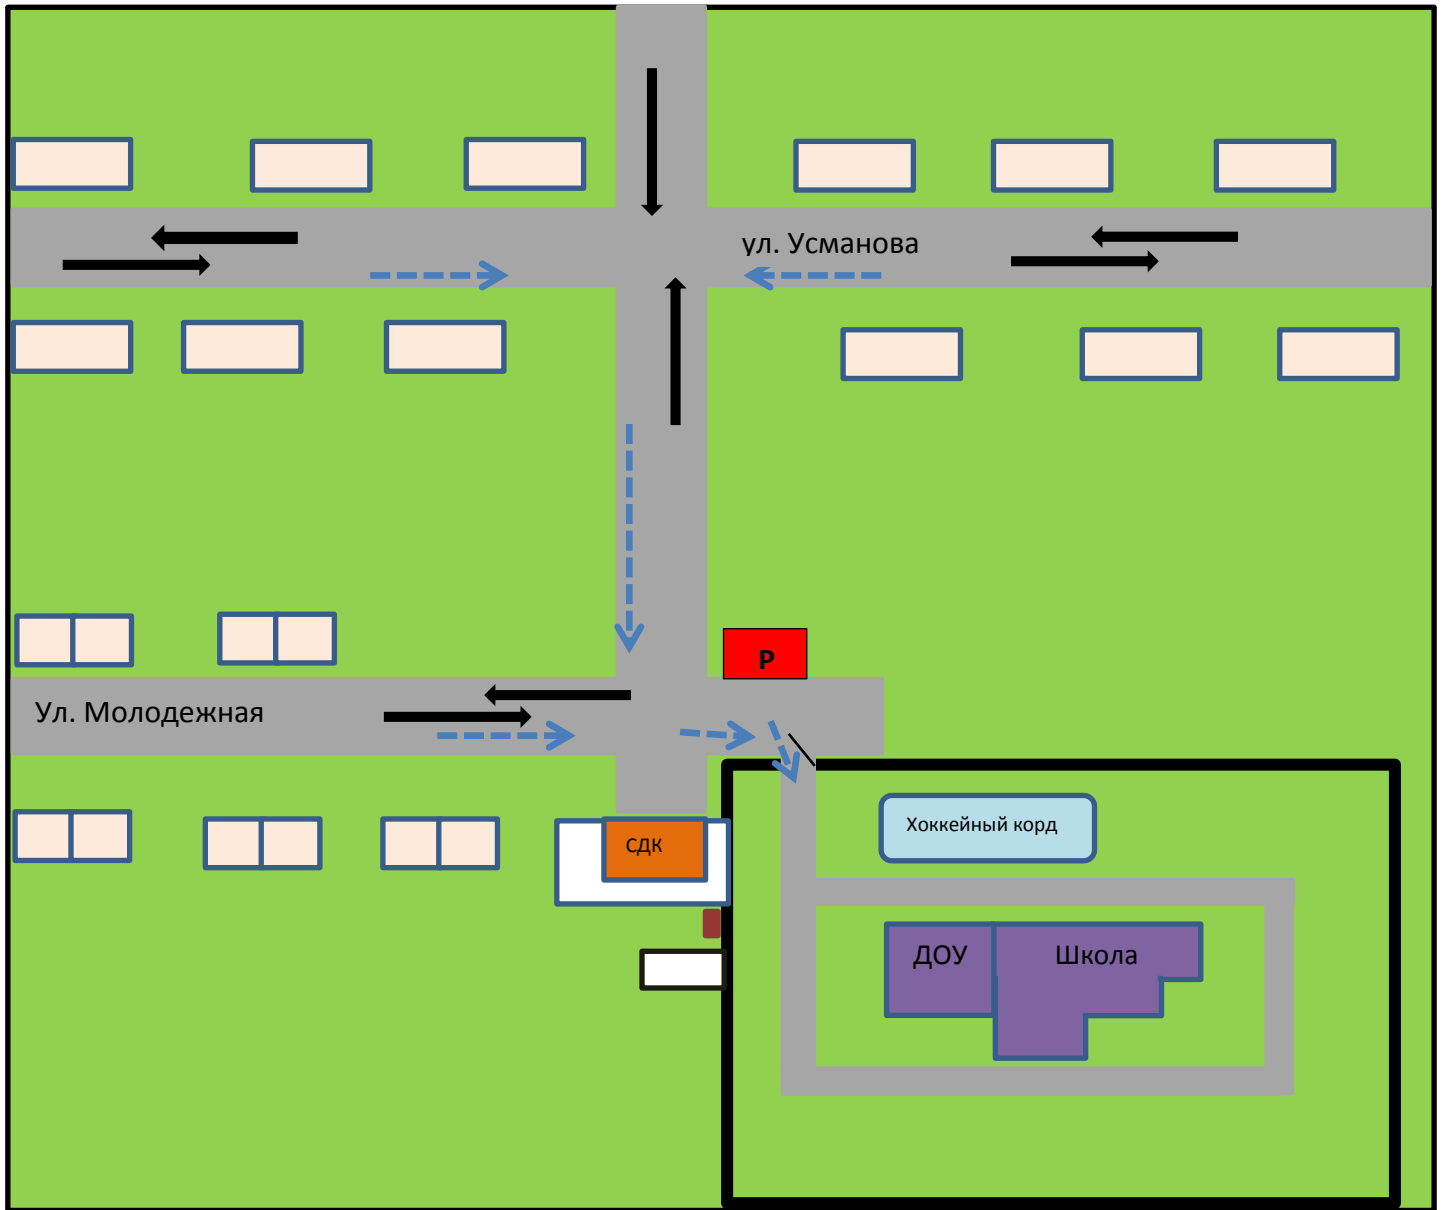 ул. Усманова
Р
Ул. Молодежная
Хоккейный корд
СДК
ДОУ
Школа